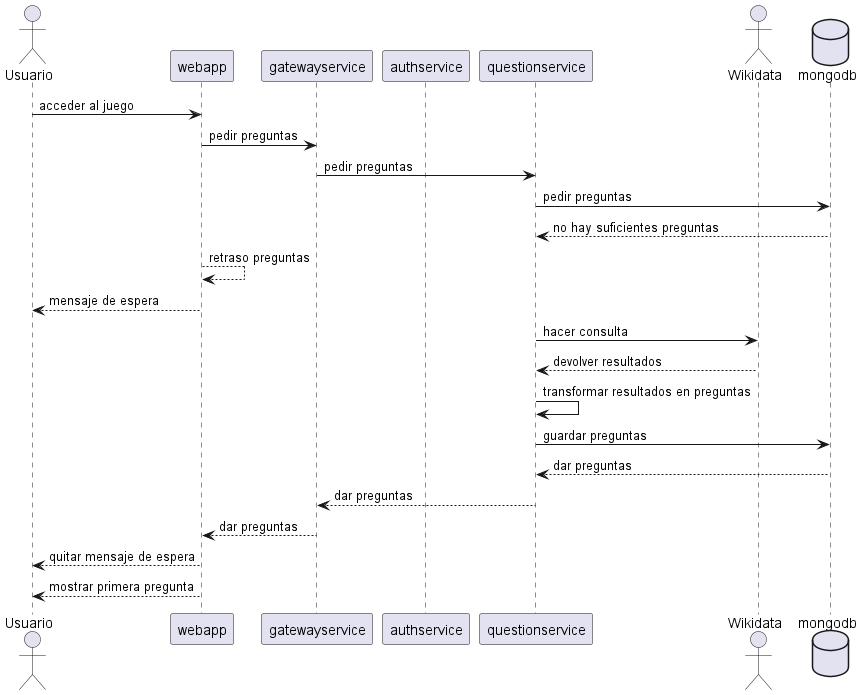 Usuario
webapp
gatewayservice
authservice
questionservice
Wikidata
mongodb
acceder al juego
pedir preguntas
pedir preguntas
pedir preguntas
no hay suficientes preguntas
retraso preguntas
mensaje de espera
hacer consulta
devolver resultados
transformar resultados en preguntas
guardar preguntas
dar preguntas
dar preguntas
dar preguntas
quitar mensaje de espera
mostrar primera pregunta
Usuario
webapp
gatewayservice
authservice
questionservice
Wikidata
mongodb